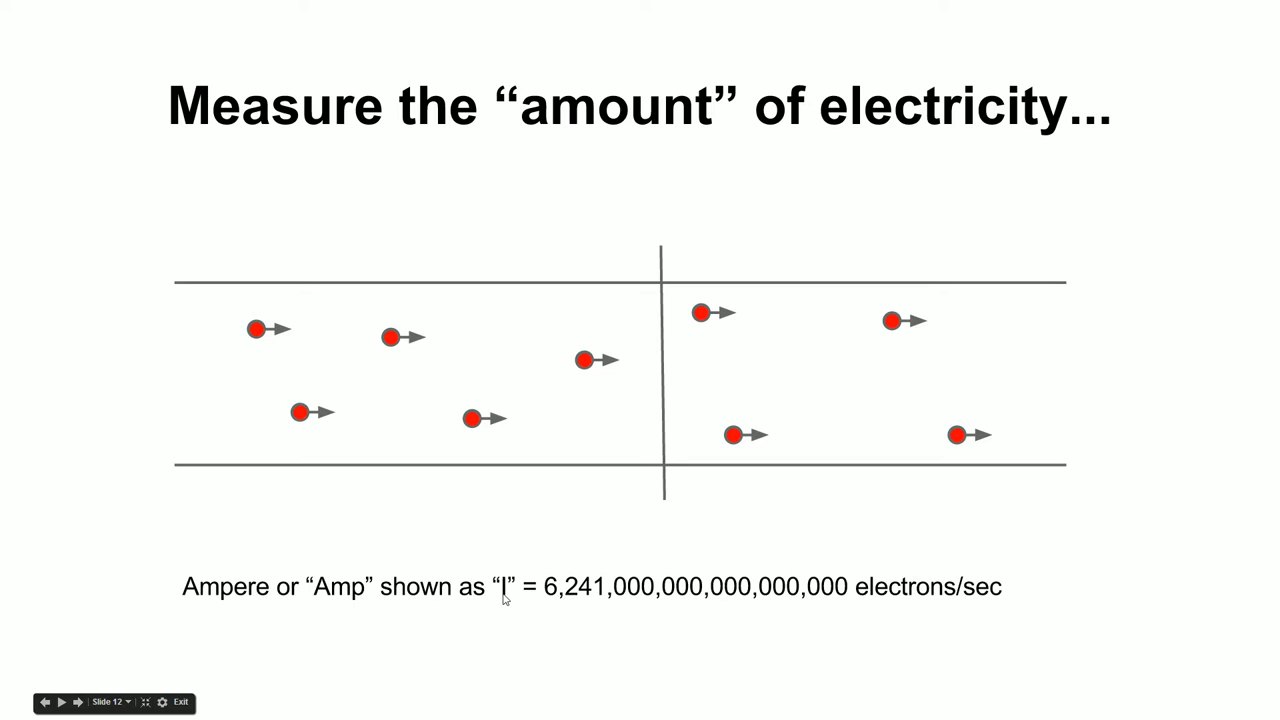 Measure the “amount” of electricity...
Ampere or “Amp” shown as “I” = 6,241,000,000,000,000,000 electrons/sec
Slide 12
Exit